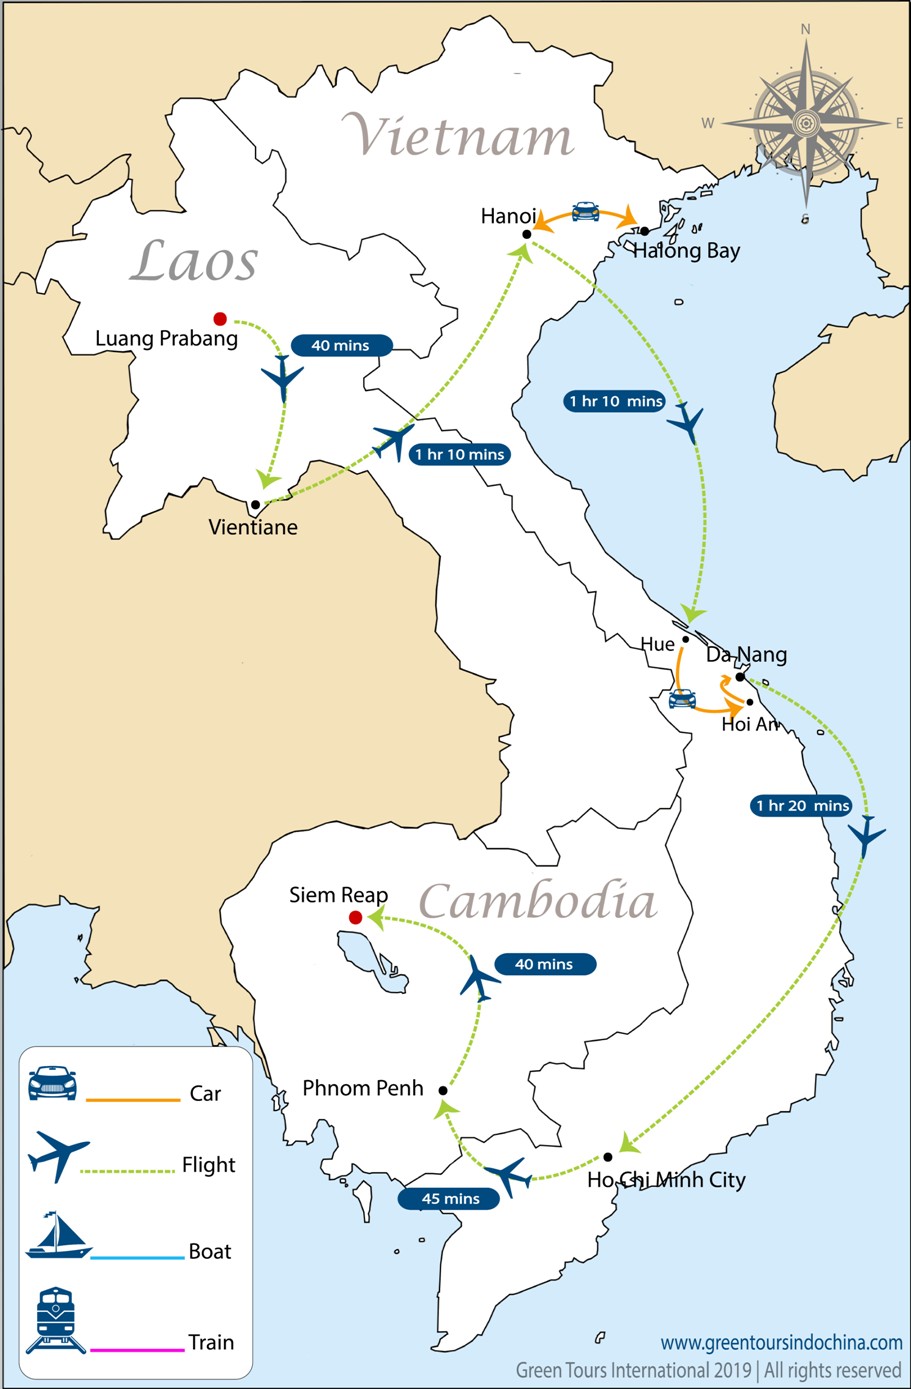 N
W
E
S
Vietnam
Hanoi
Halong Bay
Laos
Luang Prabang
40 mins
1 hr 10 mins
1 hr 10 mins
Vientiane
Hue
Da Nang
Hoi An
1 hr 20 mins
Siem Reap
Cambodia
40 mins
Phnom Penh
Ho Chi Minh City
45 mins
Car
Flight
Boat
Train
www.greentoursindochina.com
Green Tours International 2019 | All rights reserved